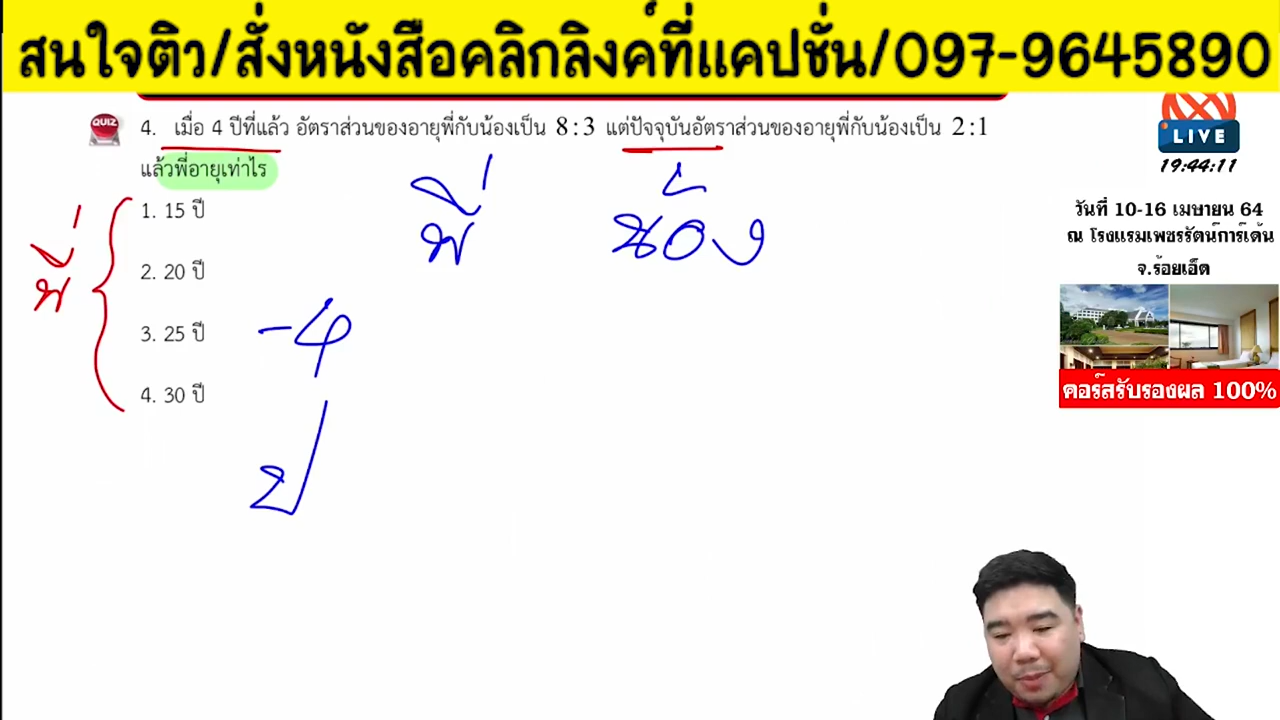 สนใจติว/สั่งหนังสือคลิกลิงค์ที่แคปชั่น/097-9645890
QUIZ
4. เมื่อ 4 ปีที่แล้ว อัตราส่วนของอายุพี่กับน้องเป็น 8:3 แต่ปัจจุบันอัตราส่วนของอายุพี่กับน้องเป็น 2:1
แล้วพี่อายุเท่าไร
1. 15 ปี
2. 20 ปี
3. 25 ปี
4. 30 ปี
พี่
พี่ น้อง
-4
ป
LIVE
19:44:11
วันที่ 10-16 เมษายน 64
ณ โรงแรมเพชรรัตน์การ์เด้น
จ.ร้อยเอ็ด
คอร์สรับรองผล 100%